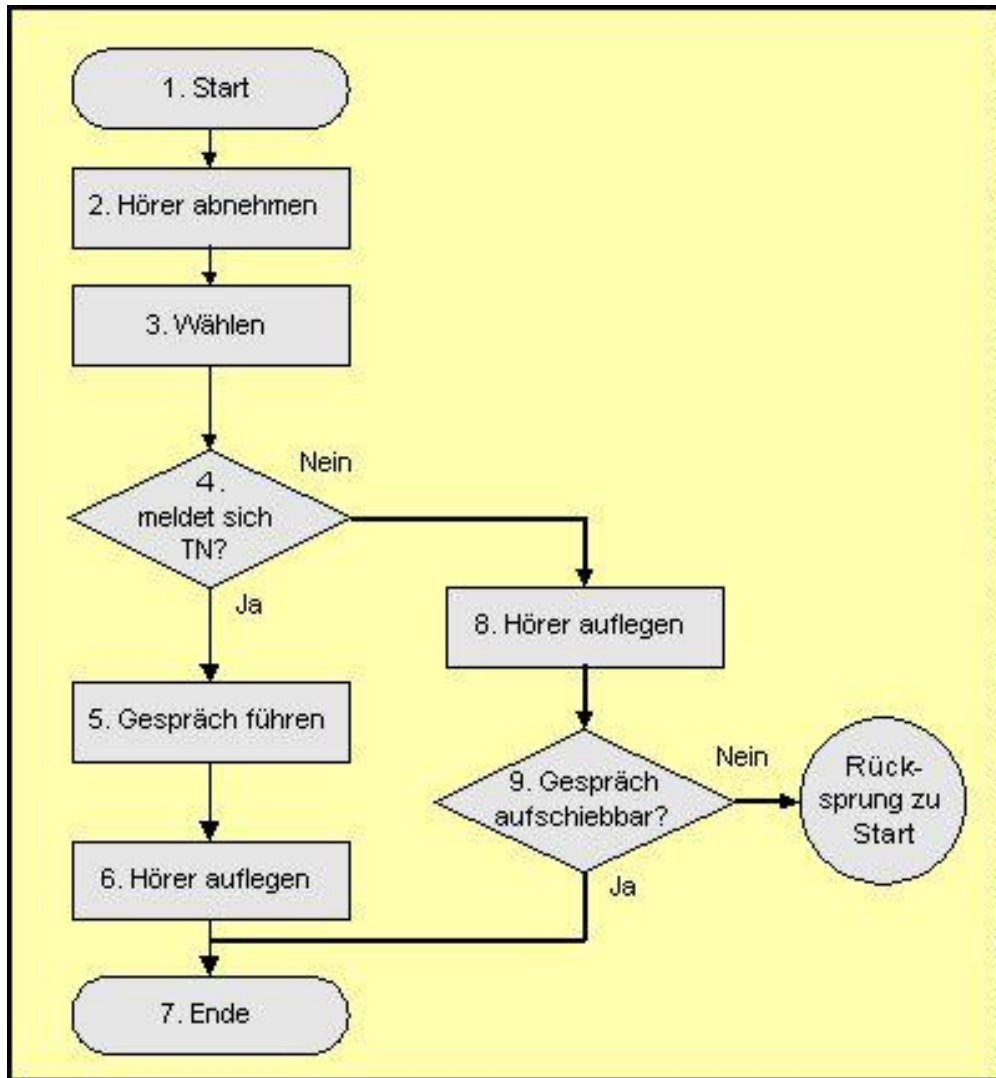 1. Start
2. Hörer abnehmen
3. Wählen
4.
meldet sich
TN?
Nein
Ja
5. Gespräch führen
6. Hörer auflegen
7. Ende
8. Hörer auflegen
9. Gespräch
aufschiebbar?
Nein
Ja
Rück-
sprung zu
Start